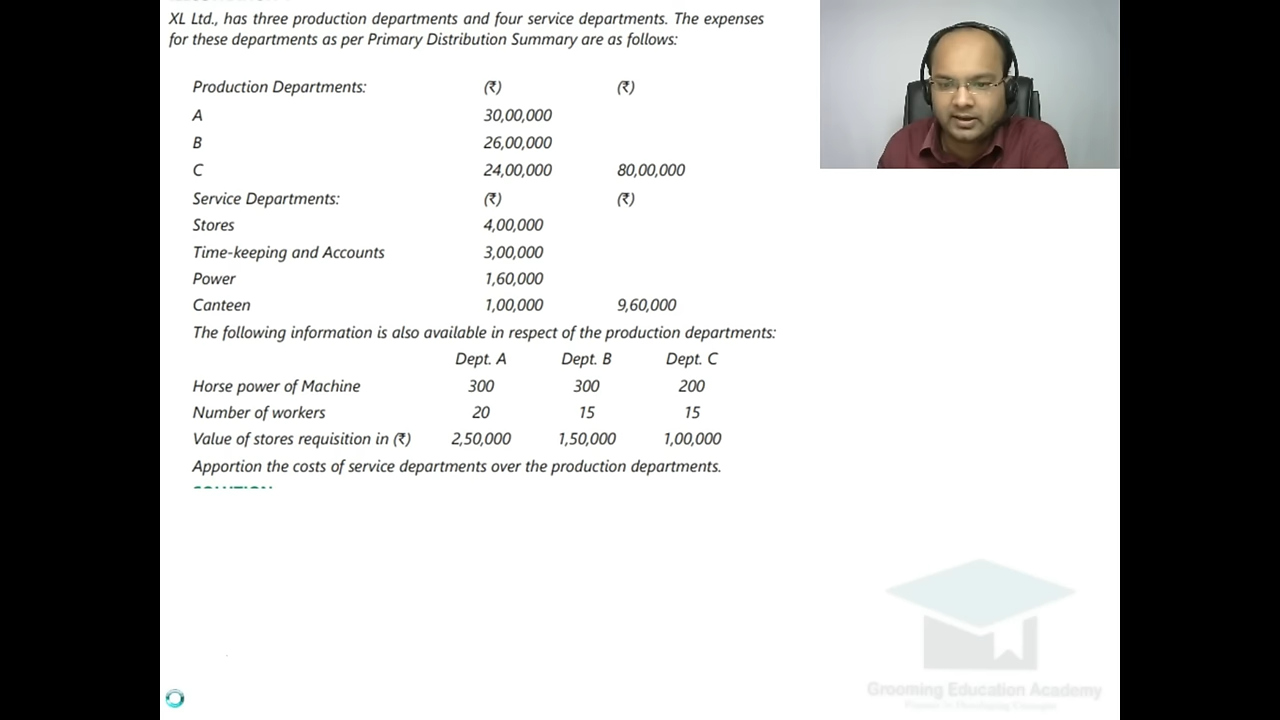 XL Ltd., has three production departments and four service departments. The expenses
for these departments as per Primary Distribution Summary are as follows:
Production Departments: (₹) (₹)
A 30,00,000
B 26,00,000
C 24,00,000 80,00,000
Service Departments: (₹) (₹)
Stores 4,00,000
Time-keeping and Accounts 3,00,000
Power 1,60,000
Canteen 1,00,000 9,60,000
The following information is also available in respect of the production departments:
Dept. A Dept. B Dept. C
Horse power of Machine 300 300 200
Number of workers 20 15 15
Value of stores requisition in (₹) 2,50,000 1,50,000 1,00,000
Apportion the costs of service departments over the production departments.
Grooming Education Academy